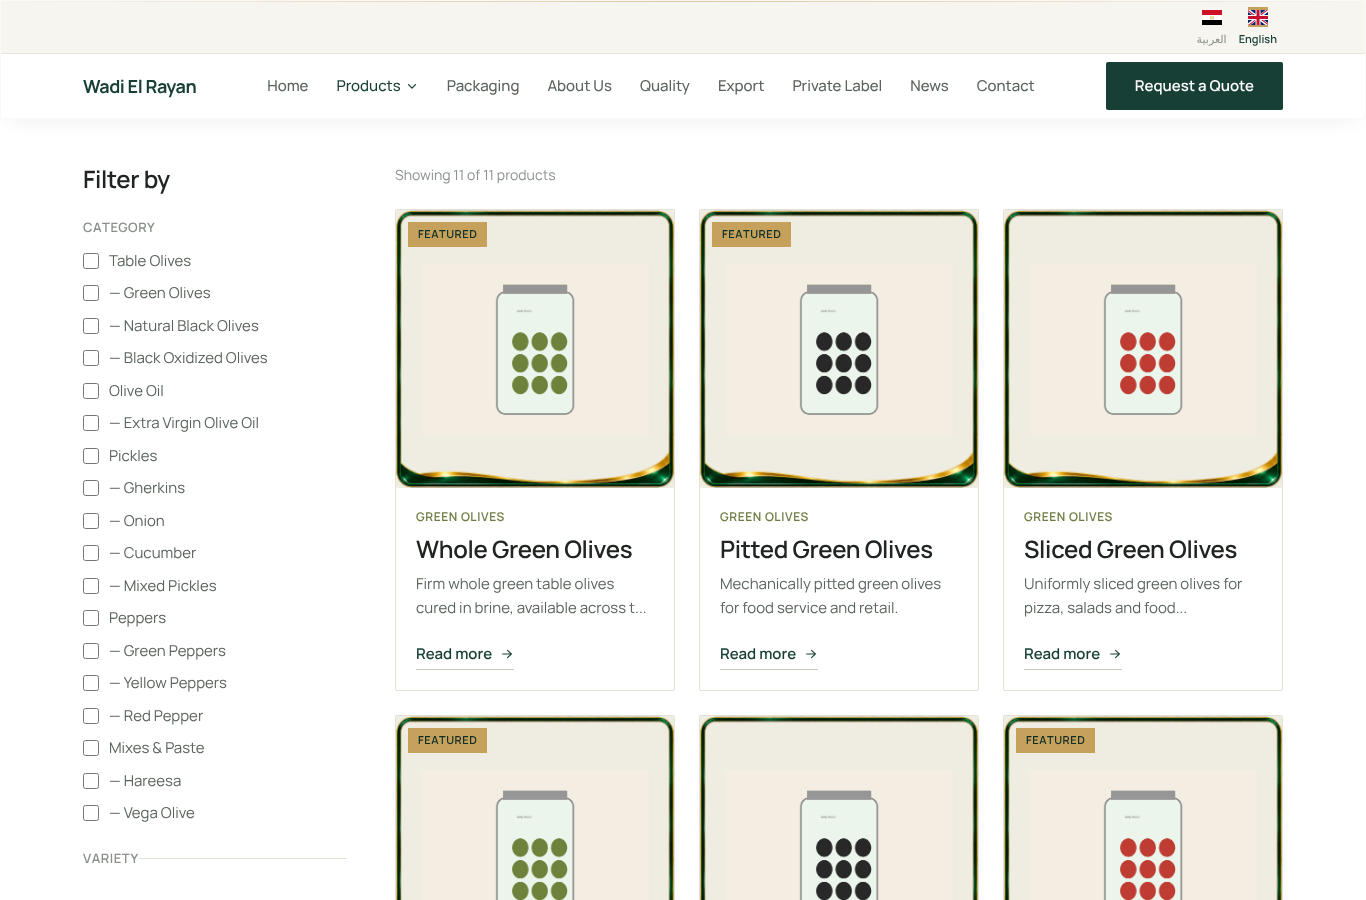 العربية
English
Wadi El Rayan
Home
Products
Packaging
About Us
Quality
Export
Private Label
News
Contact
Request a Quote
Filter by
CATEGORY
Table Olives
— Green Olives
— Natural Black Olives
— Black Oxidized Olives
Olive Oil
— Extra Virgin Olive Oil
Pickles
— Gherkins
— Onion
— Cucumber
— Mixed Pickles
Peppers
— Green Peppers
— Yellow Peppers
— Red Pepper
Mixes & Paste
— Hareesa
— Vega Olive
VARIETY
Showing 11 of 11 products
FEATURED
GREEN OLIVES
Whole Green Olives
Firm whole green table olives
cured in brine, available across t...
Read more
FEATURED
GREEN OLIVES
Pitted Green Olives
Mechanically pitted green olives
for food service and retail.
Read more
GREEN OLIVES
Sliced Green Olives
Uniformly sliced green olives for
pizza, salads and food...
Read more
FEATURED
FEATURED